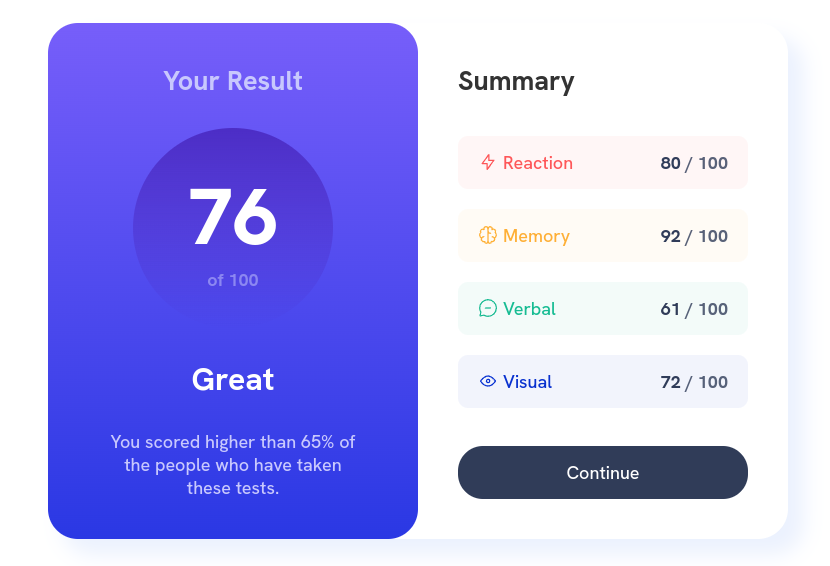 Your Result
76
of 100
Great
You scored higher than 65% of
the people who have taken
these tests.
Summary
Reaction 80 / 100
Memory 92 / 100
Verbal 61 / 100
Visual 72 / 100
Continue